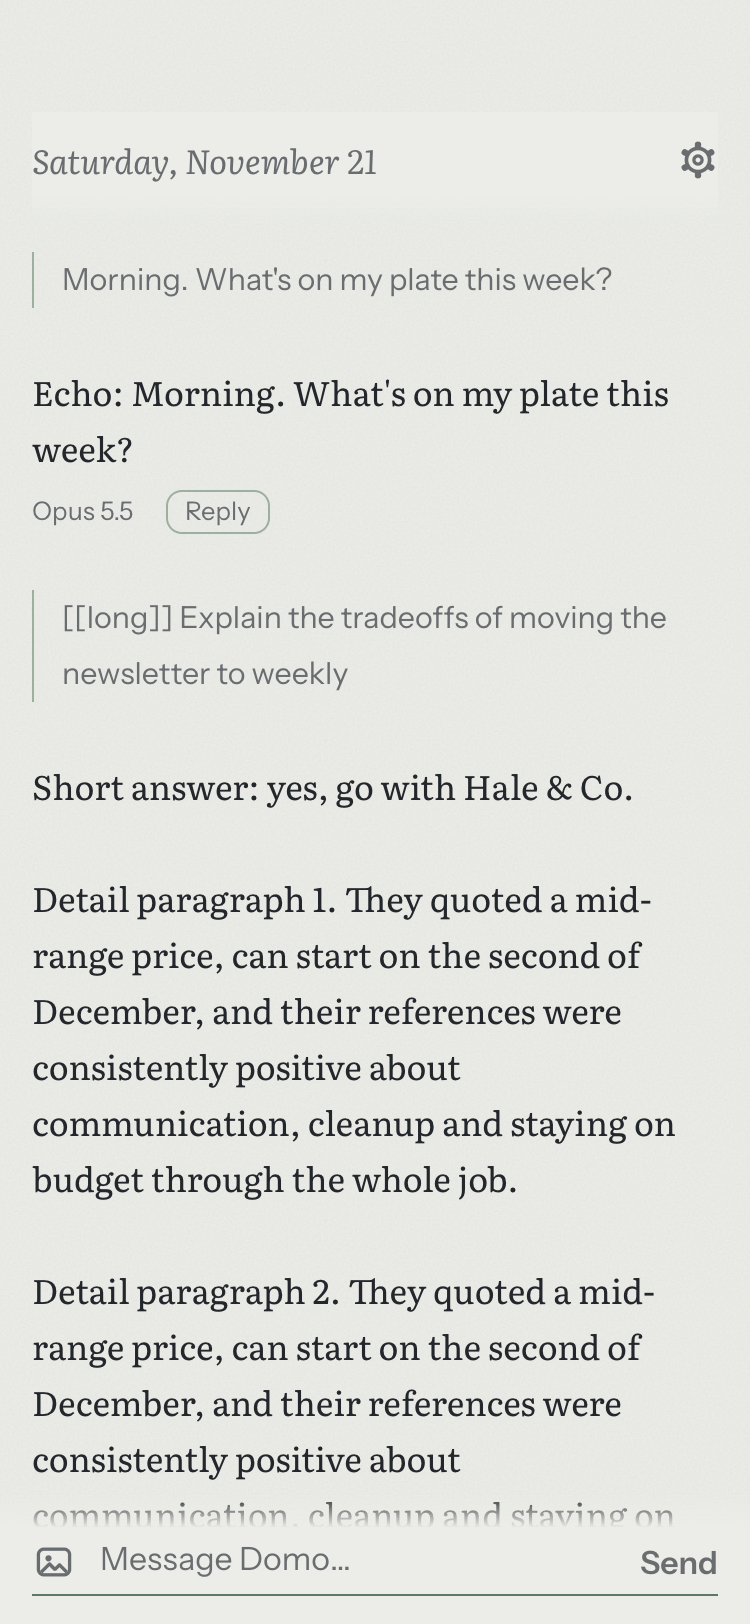 Saturday, November 21
Morning. What's on my plate this week?
Echo: Morning. What's on my plate this
week?
Opus 5.5 Reply
[[long]] Explain the tradeoffs of moving the
newsletter to weekly
Short answer: yes, go with Hale & Co.
Detail paragraph 1. They quoted a mid-
range price, can start on the second of
December, and their references were
consistently positive about
communication, cleanup and staying on
budget through the whole job.
Detail paragraph 2. They quoted a mid-
range price, can start on the second of
December, and their references were
consistently positive about
communication, cleanup and staying on
Message Domo... Send